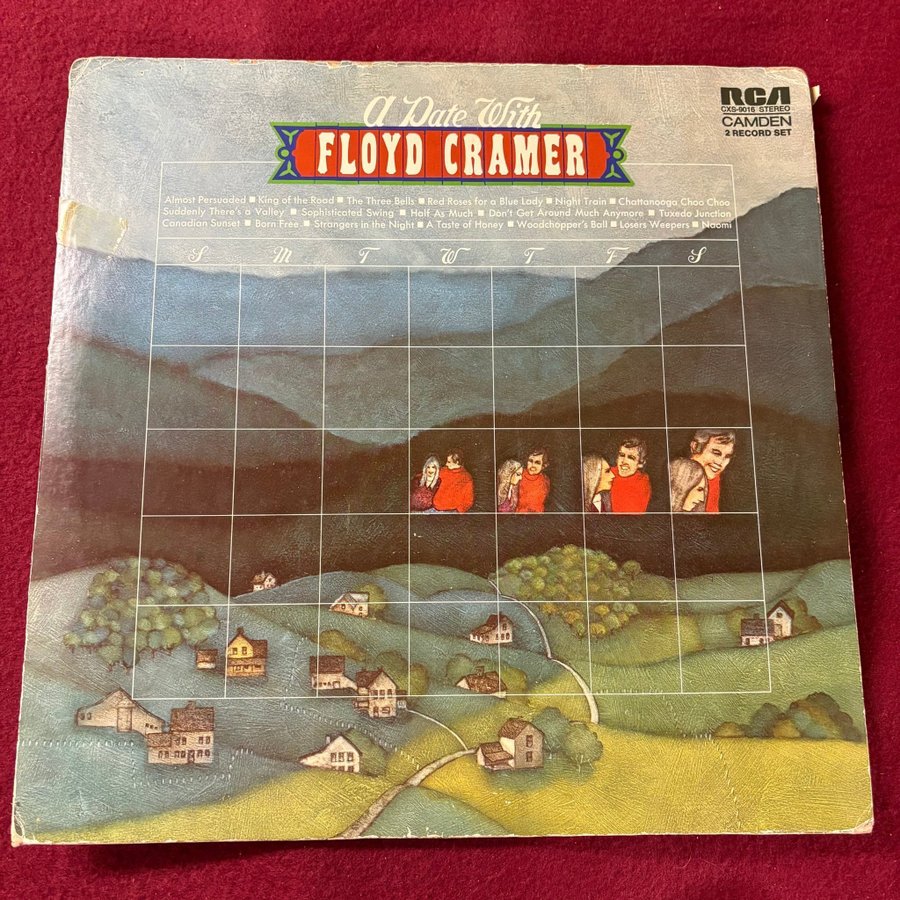 A Date With
FLOYD CRAMER
RCA
CXS-9016 STEREO
CAMDEN
2 RECORD SET
Almost Persuaded ■ King of the Road ■ The Three Bells ■ Red Roses for a Blue Lady ■ Night Train ■ Chattanooga Choo Choo
Suddenly There's a Valley ■ Sophisticated Swing ■ Half As Much ■ Don't Get Around Much Anymore ■ Tuxedo Junction
Canadian Sunset ■ Born Free ■ Strangers in the Night ■ A Taste of Honey ■ Woodchopper's Ball ■ Losers Weepers ■ Naomi
S M T W T F S